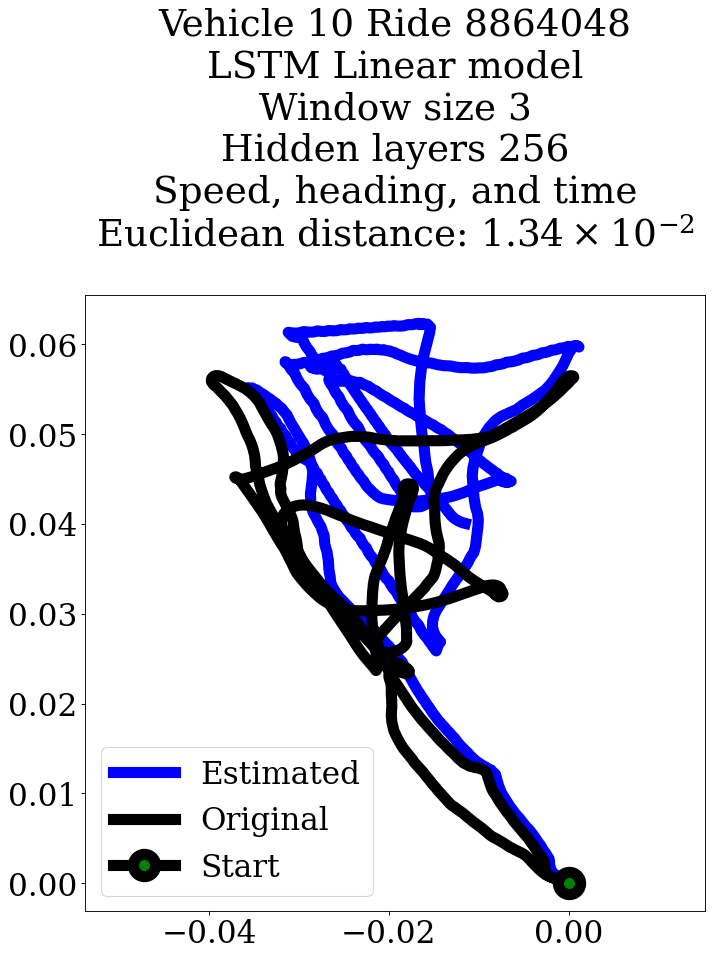 Vehicle 10 Ride 8864048
LSTM Linear model
Window size 3
Hidden layers 256
Speed, heading, and time
Euclidean distance: 1.34 × 10⁻²
0.06
0.05
0.04
0.03
0.02
0.01
0.00
Estimated
Original
Start
−0.04
−0.02
0.00